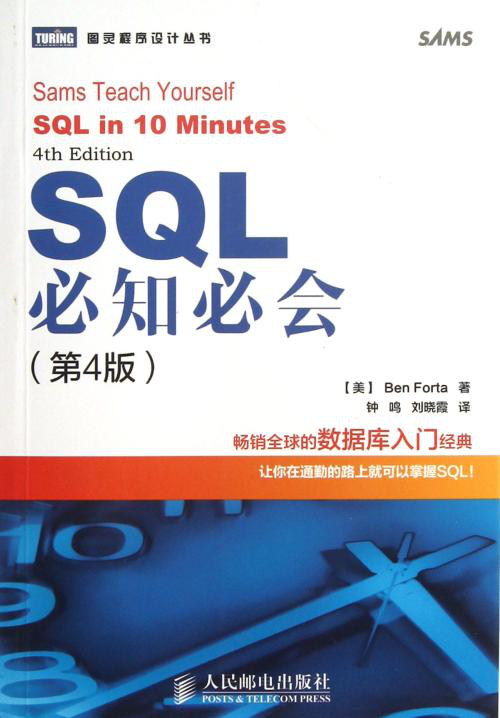 TURING 图灵程序设计丛书
SAMS
Sams Teach Yourself
SQL in 10 Minutes
4th Edition
SQL
必知必会
（第4版）
【美】 Ben Forta 著
钟 鸣 刘晓霞 译
畅销全球的数据库入门经典
让你在通勤的路上就可以掌握SQL！
人民邮电出版社
POSTS & TELECOM PRESS